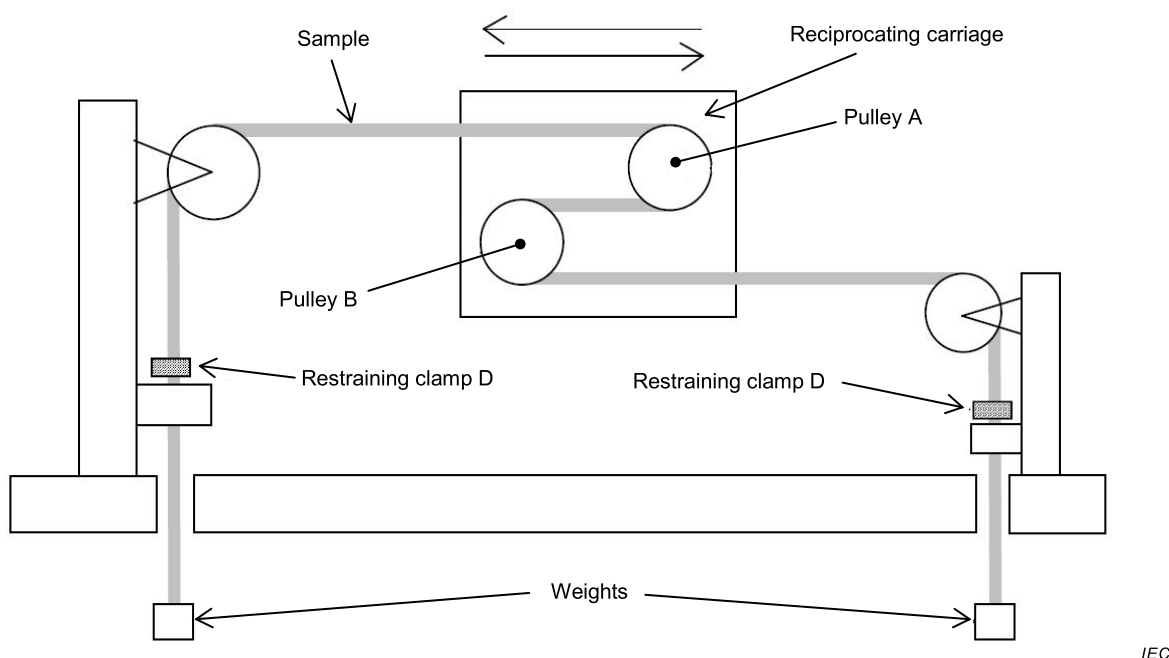 Sample
Reciprocating carriage
Pulley A
Pulley B
Restraining clamp D
Restraining clamp D
Weights
IEC